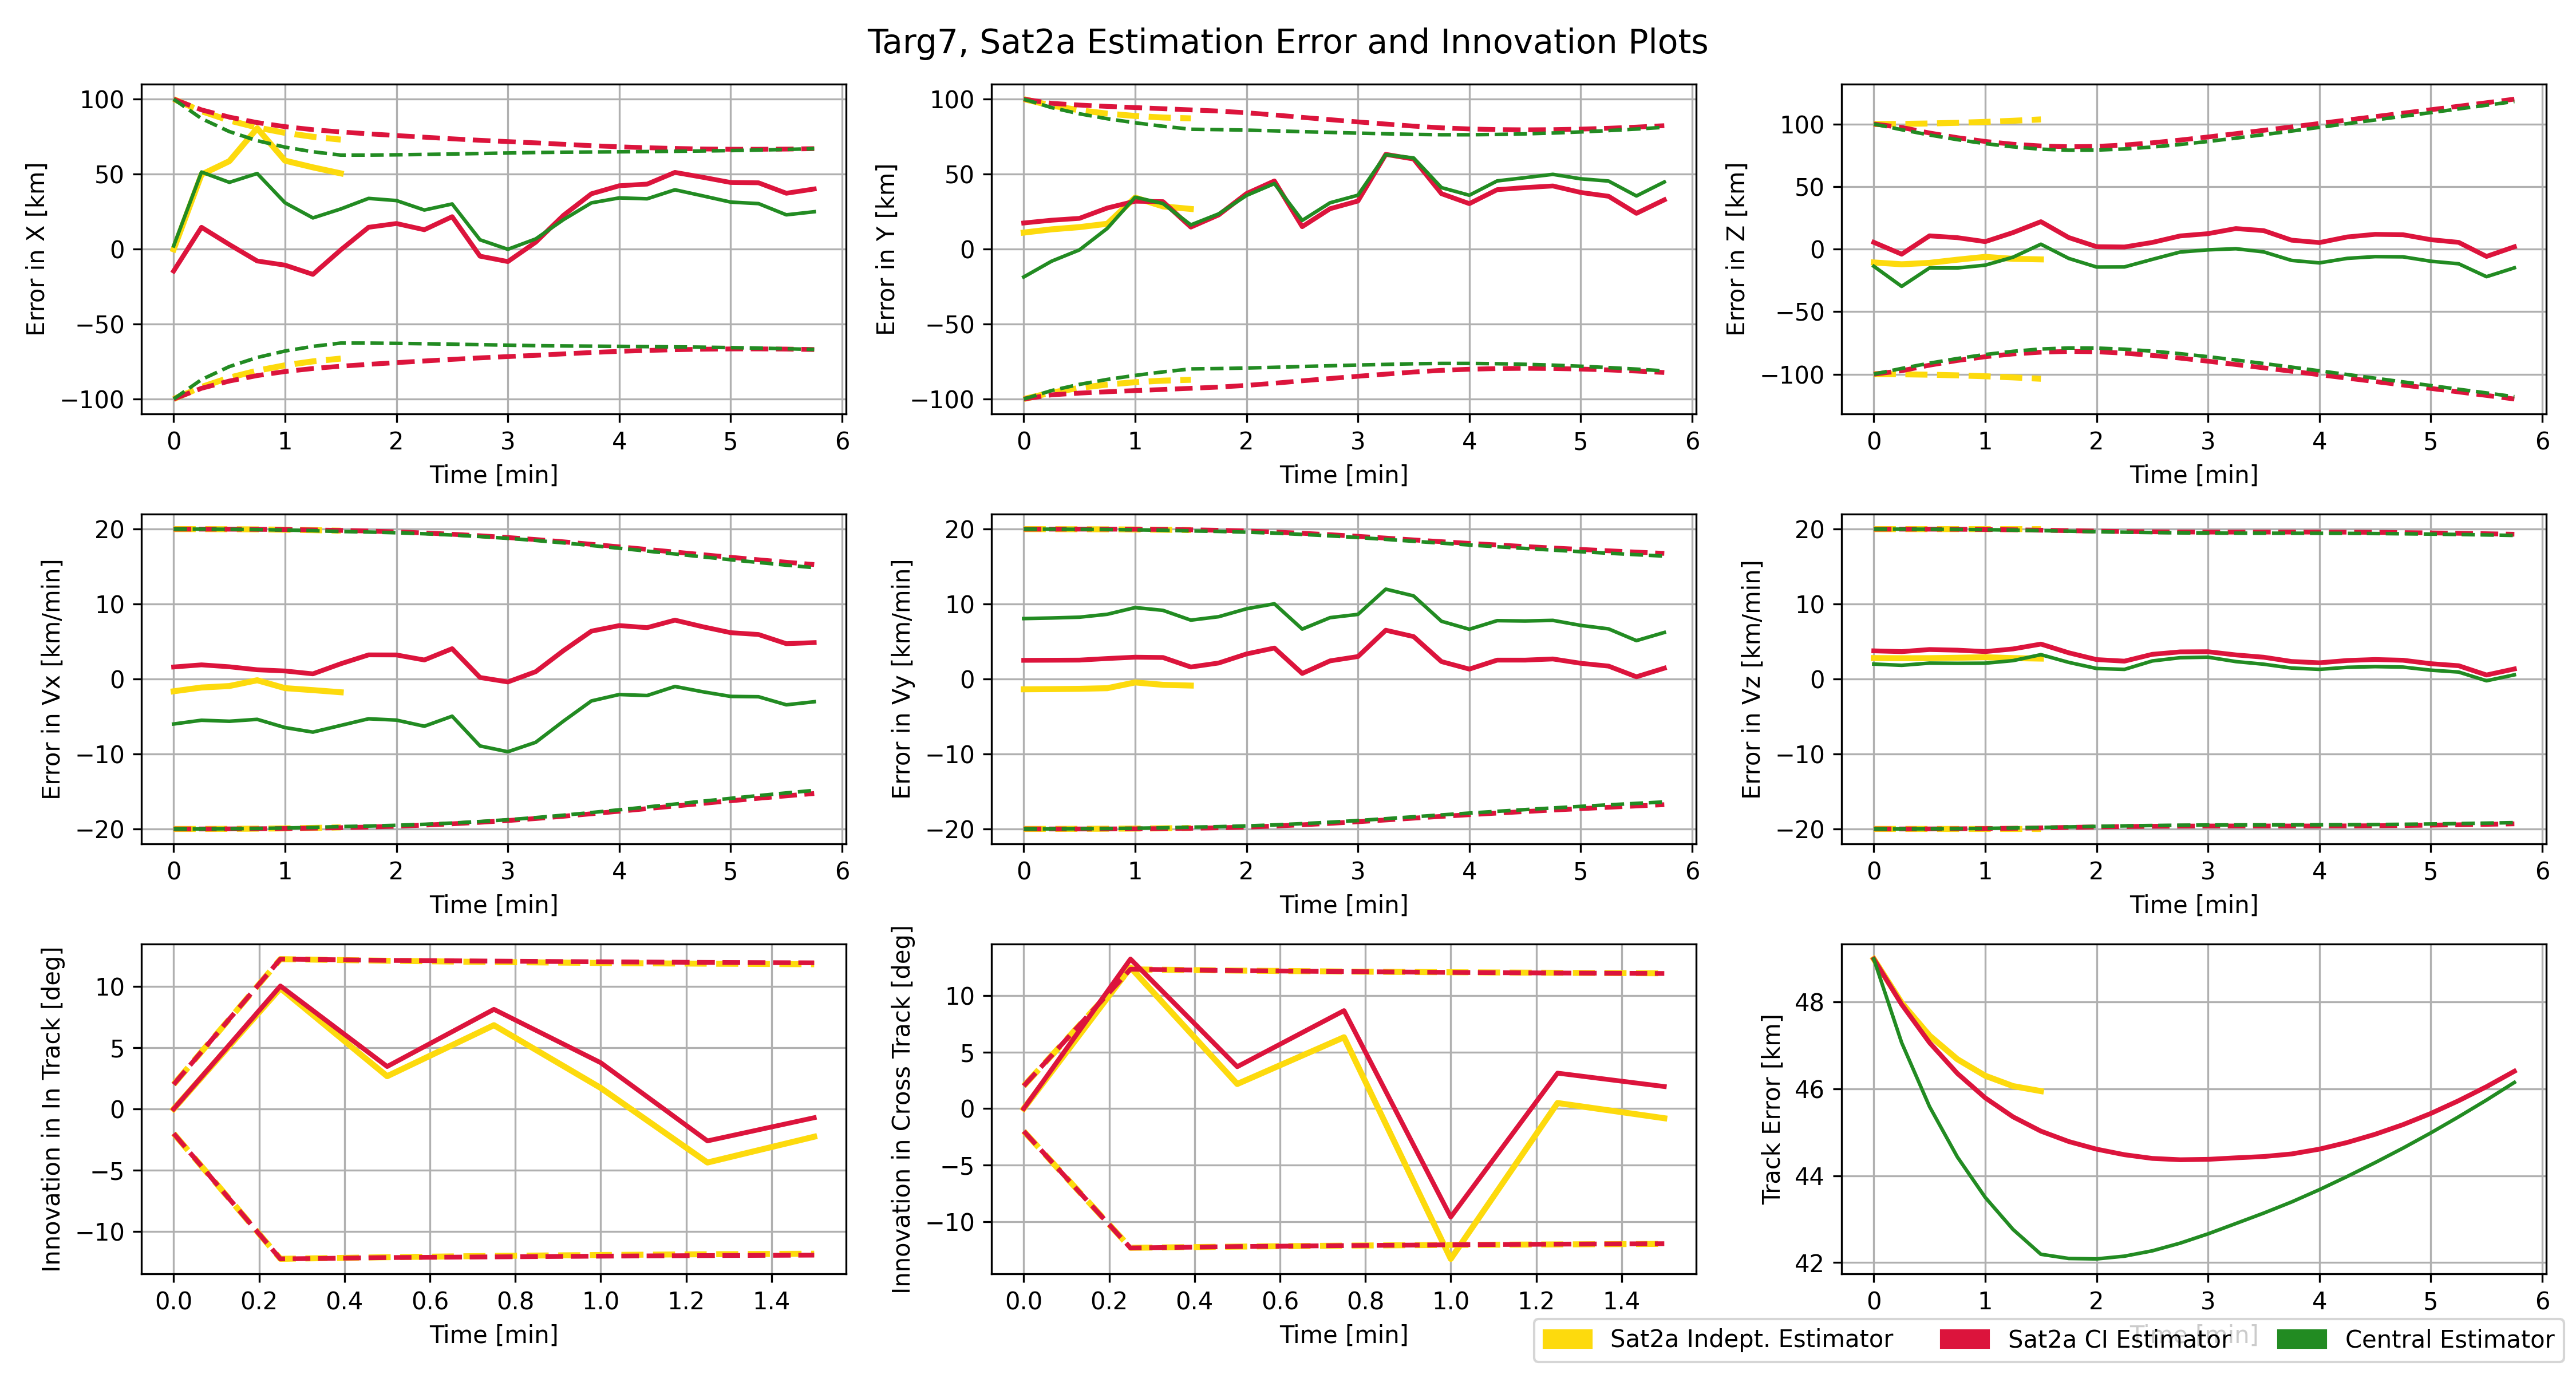 Targ7, Sat2a Estimation Error and Innovation Plots
Error in X [km]
100
50
0
−50
−100
0 1 2 3 4 5 6
Time [min]
Error in Y [km]
100
50
0
−50
−100
0 1 2 3 4 5 6
Time [min]
Error in Z [km]
100
50
0
−50
−100
0 1 2 3 4 5 6
Time [min]
Error in Vx [km/min]
20
10
0
−10
−20
0 1 2 3 4 5 6
Time [min]
Error in Vy [km/min]
20
10
0
−10
−20
0 1 2 3 4 5 6
Time [min]
Error in Vz [km/min]
20
10
0
−10
−20
0 1 2 3 4 5 6
Time [min]
Innovation in In Track [deg]
10
5
0
−5
−10
0.0 0.2 0.4 0.6 0.8 1.0 1.2 1.4
Time [min]
Innovation in Cross Track [deg]
10
5
0
−5
−10
0.0 0.2 0.4 0.6 0.8 1.0 1.2 1.4
Time [min]
Track Error [km]
48
46
44
42
0 1 2 3 4 5 6
Time [min]
Sat2a Indept. Estimator Sat2a CI Estimator Central Estimator